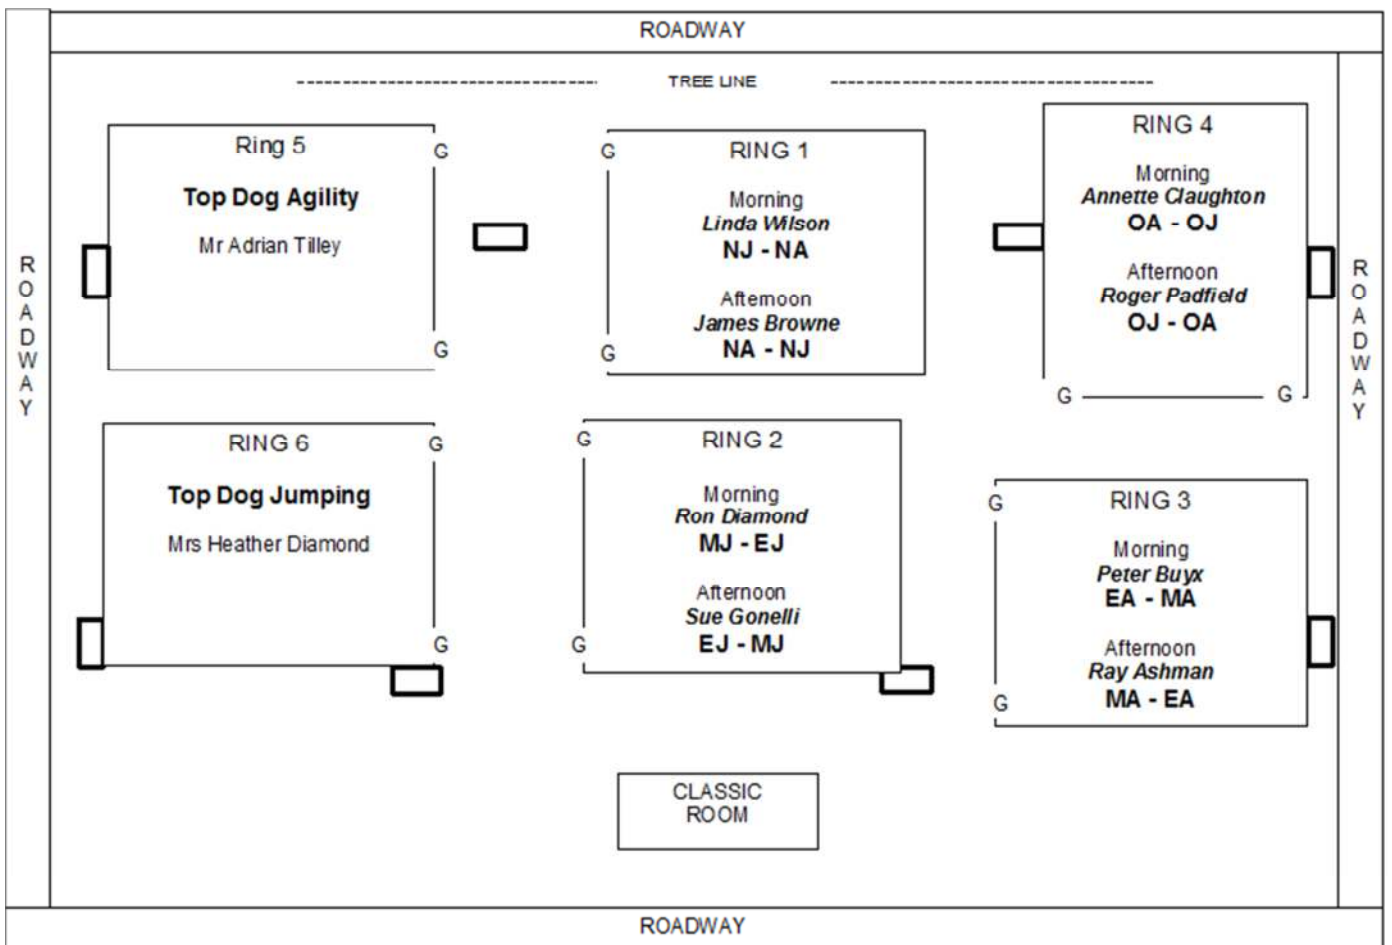 ROADWAY
TREE LINE
ROADWAY
Ring 5
G
Top Dog Agility
Mr Adrian Tilley
G
G
RING 1
Morning
Linda Wilson
NJ - NA
Afternoon
James Browne
NA - NJ
G
RING 4
Morning
Annette Claughton
OA - OJ
Afternoon
Roger Padfield
OJ - OA
G
G
ROADWAY
RING 6
G
Top Dog Jumping
Mrs Heather Diamond
G
G
RING 2
Morning
Ron Diamond
MJ - EJ
Afternoon
Sue Gonelli
EJ - MJ
G
G
RING 3
Morning
Peter Buyx
EA - MA
Afternoon
Ray Ashman
MA - EA
G
CLASSIC
ROOM
ROADWAY